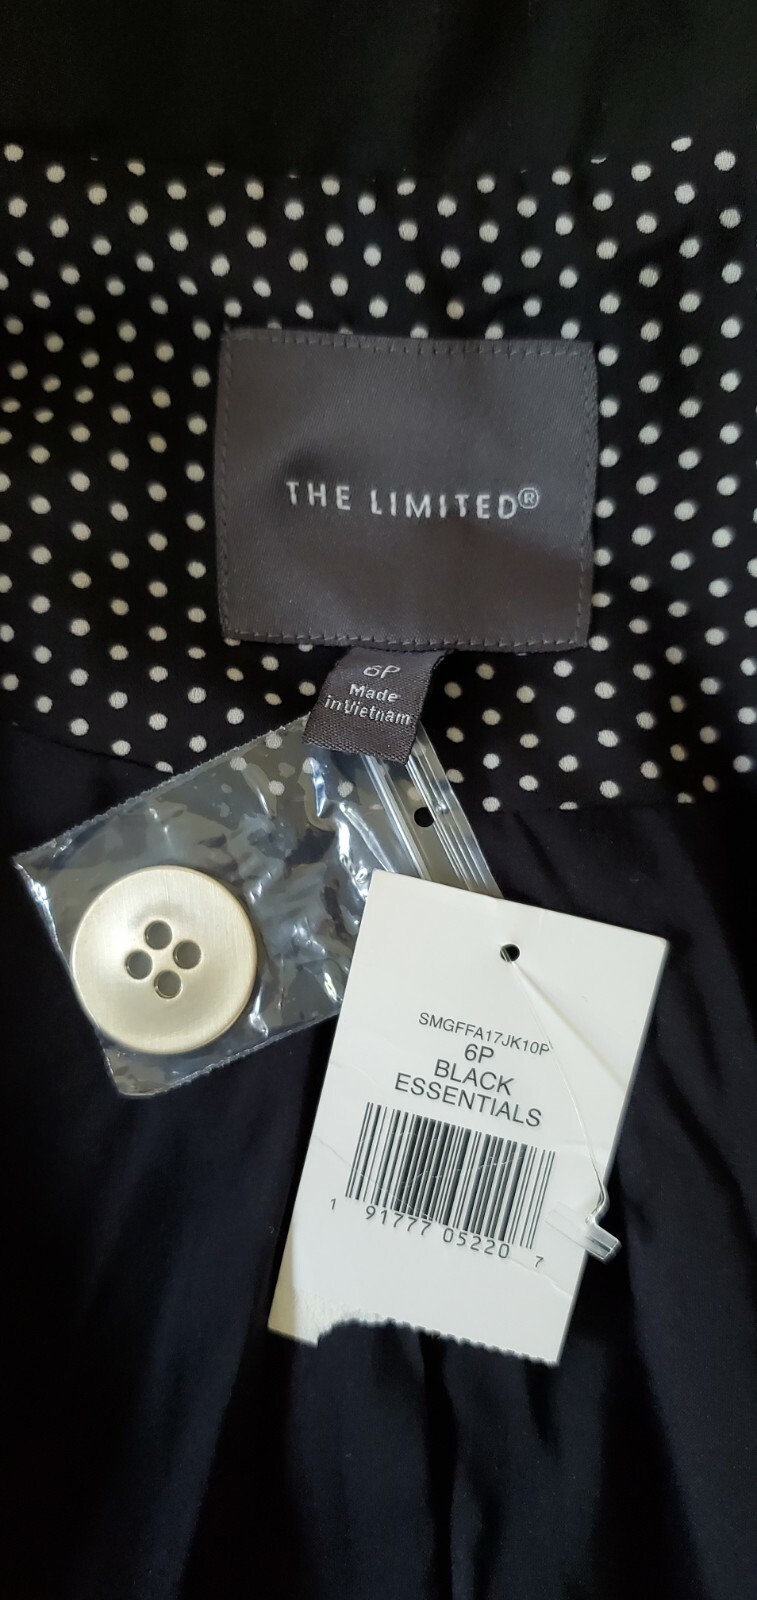 THE LIMITED®
6P
Made
in Vietnam
SMGFFA17JK10P
6P
BLACK
ESSENTIALS
1 91777 05220 7